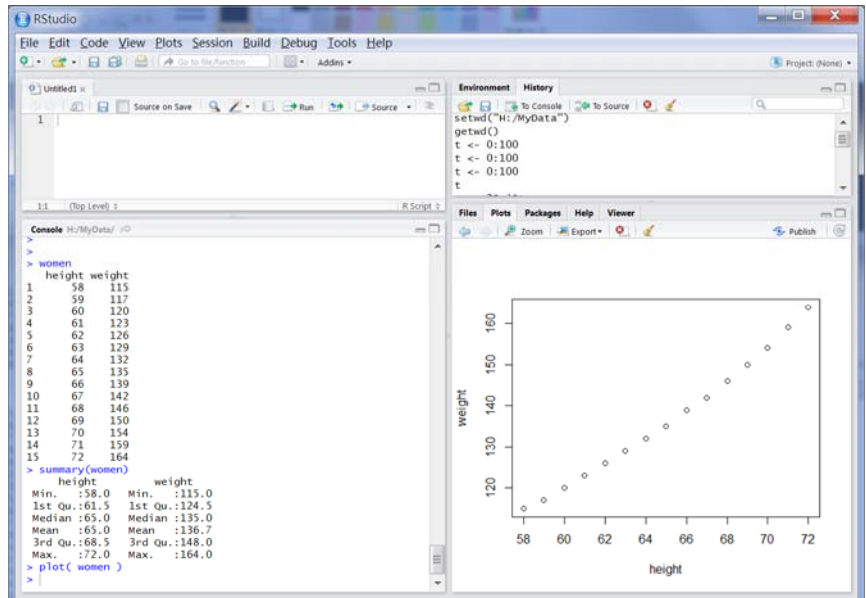 RStudio
File Edit Code View Plots Session Build Debug Tools Help
Go to file/function Addins
Project: (None)
Untitled1
Source on Save Run Source
1
1:1 (Top Level) R Script
Console H:/MyData/
>
>
> women
height weight
1 58 115
2 59 117
3 60 120
4 61 123
5 62 126
6 63 129
7 64 132
8 65 135
9 66 139
10 67 142
11 68 146
12 69 150
13 70 154
14 71 159
15 72 164
> summary(women)
height weight
Min. :58.0 Min. :115.0
1st Qu.:61.5 1st Qu.:124.5
Median :65.0 Median :135.0
Mean :65.0 Mean :136.7
3rd Qu.:68.5 3rd Qu.:148.0
Max. :72.0 Max. :164.0
> plot( women )
>
Environment History
To Console To Source
setwd("H:/MyData")
getwd()
t <- 0:100
t <- 0:100
t <- 0:100
t
Files Plots Packages Help Viewer
Zoom Export Publish
160
150
140
130
120
weight
58 60 62 64 66 68 70 72
height